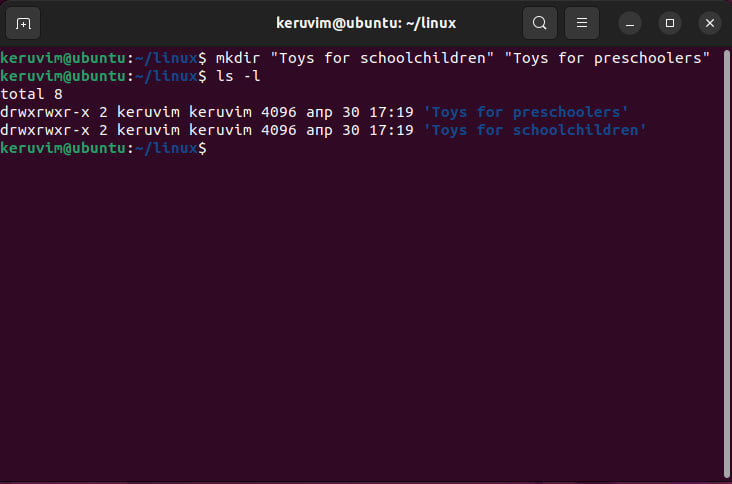 keruvim@ubuntu: ~/linux
keruvim@ubuntu:~/linux$ mkdir "Toys for schoolchildren" "Toys for preschoolers"
keruvim@ubuntu:~/linux$ ls -l
total 8
drwxrwxr-x 2 keruvim keruvim 4096 апр 30 17:19 'Toys for preschoolers'
drwxrwxr-x 2 keruvim keruvim 4096 апр 30 17:19 'Toys for schoolchildren'
keruvim@ubuntu:~/linux$